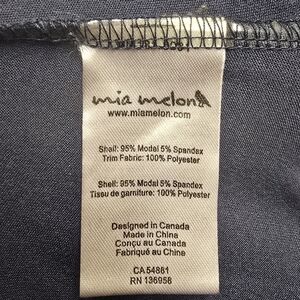 mia melon
www.miamelon.com
Shell: 95% Modal 5% Spandex
Trim Fabric: 100% Polyester
Shell: 95% Modal 5% Spandex
Tissu de garniture: 100% Polyester
Designed in Canada
Made in China
Conçu au Canada
Fabriqué au Chine
CA 54881
RN 136958